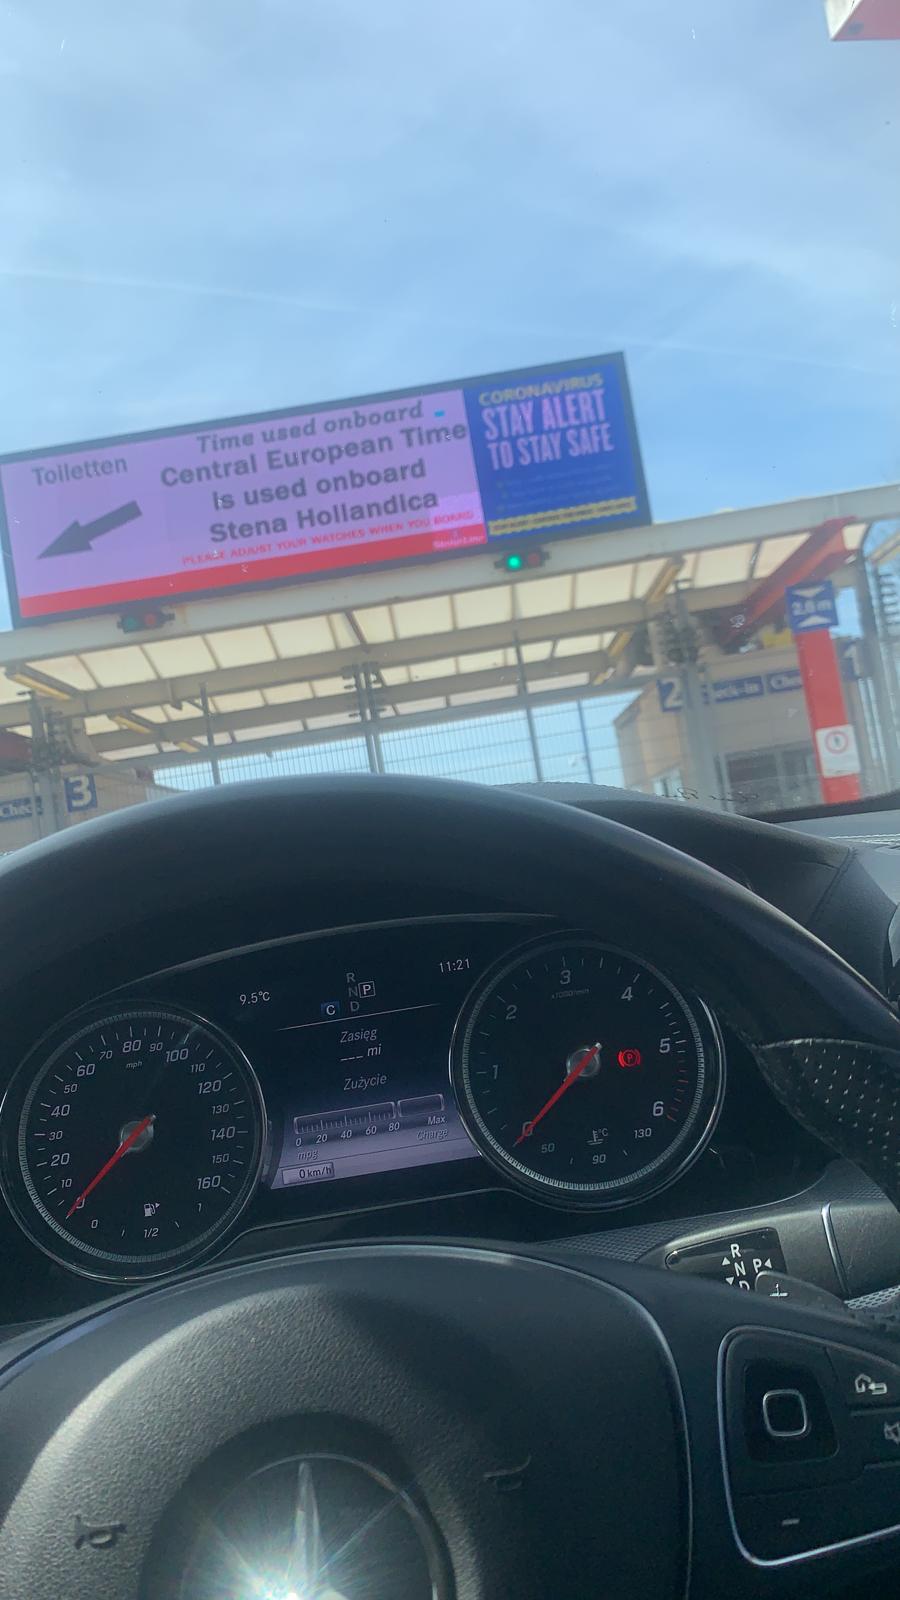 CORONAVIRUS
STAY ALERT
TO STAY SAFE
Time used onboard
Central European Time
is used onboard
Stena Hollandica
Toiletten
PLEASE ADJUST YOUR WATCHES WHEN YOU BOARD
2.8 m
1
2 Check-in
3
11:21
9.5°C
R
N P
C D
Zasięg
--- mi
Zużycie
0 20 40 60 80 Max
Charge
mpg
0 km/h
0 10 20 30 40 50 60 70 80 90 100 110 120 130 140 150 160
mph
0 1/2 1
0 1 2 3 4 5 6
x1000/min
P
50 90 130
°C
R
N P
D